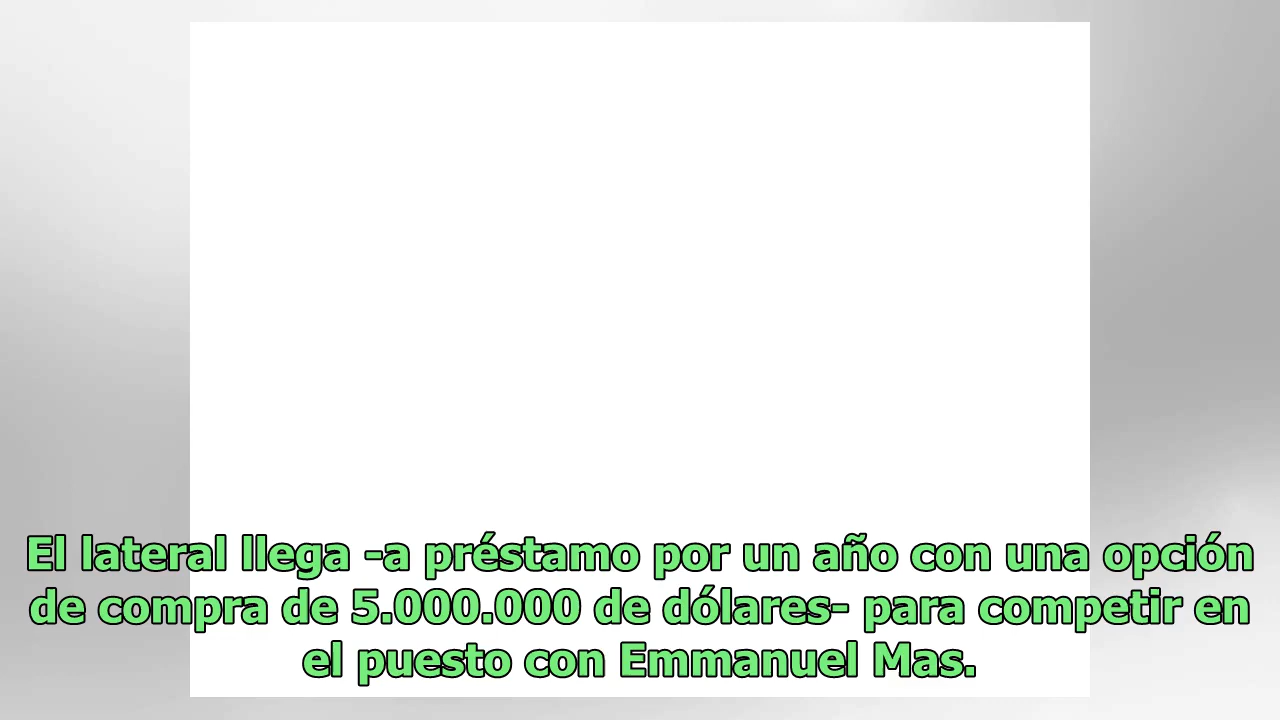 El lateral llega -a préstamo por un año con una opción
de compra de 5.000.000 de dólares- para competir en
el puesto con Emmanuel Mas.